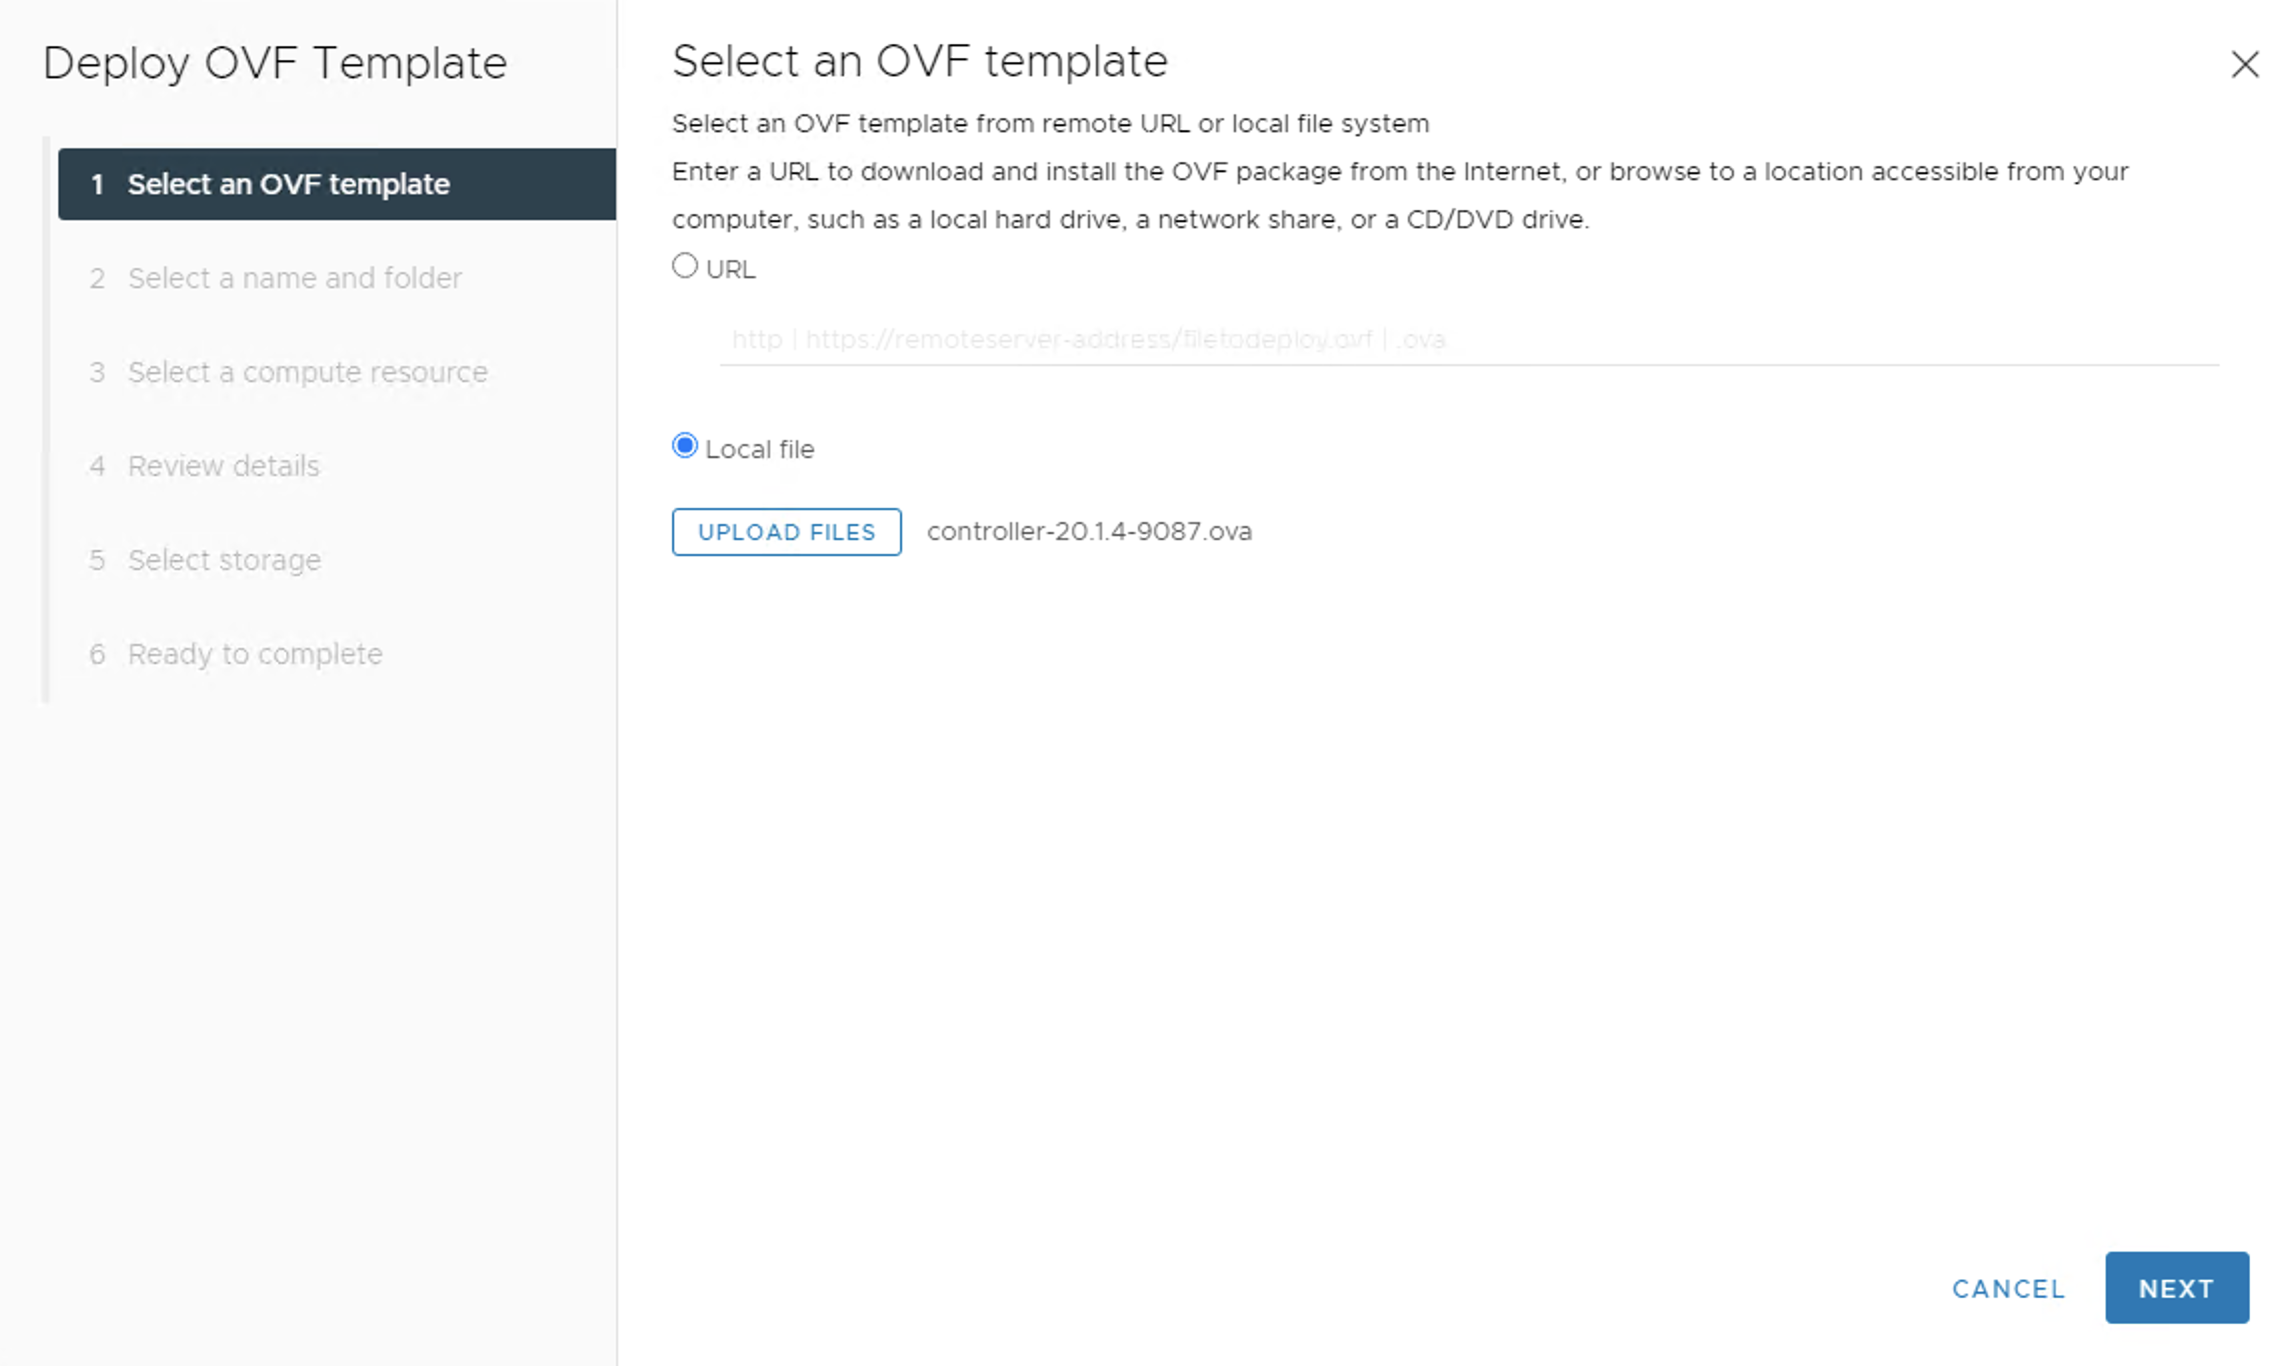 Deploy OVF Template
1 Select an OVF template
2 Select a name and folder
3 Select a compute resource
4 Review details
5 Select storage
6 Ready to complete
Select an OVF template
Select an OVF template from remote URL or local file system
Enter a URL to download and install the OVF package from the Internet, or browse to a location accessible from your
computer, such as a local hard drive, a network share, or a CD/DVD drive.
URL
http | https://remoteserver-address/filetodeploy.ovf | .ova
Local file
UPLOAD FILES controller-20.1.4-9087.ova
CANCEL NEXT